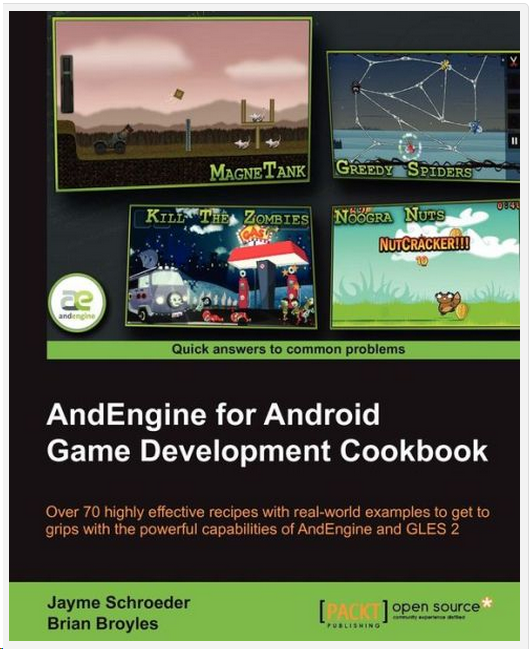 MAGNETANK
GREEDY SPIDERS
KILL THE ZOMBIES
GAS
NOOGRA NUTS
NUTCRACKER!!!
10
ae
andengine
Quick answers to common problems
AndEngine for Android
Game Development Cookbook
Over 70 highly effective recipes with real-world examples to get to
grips with the powerful capabilities of AndEngine and GLES 2
Jayme Schroeder
Brian Broyles
[PACKT]
PUBLISHING
open source*
community experience distilled